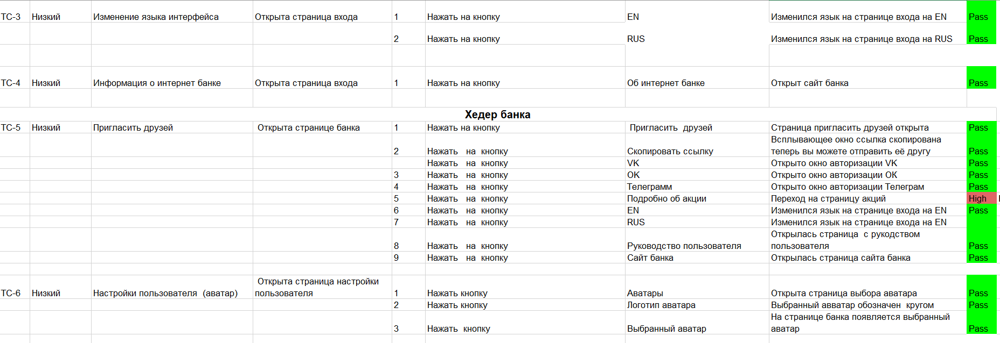 ТС-3 Низкий Изменение языка интерфейса Открыта страница входа 1 Нажать на кнопку EN Изменился язык на странице входа на EN Pass
2 Нажать на кнопку RUS Изменился язык на странице входа на RUS Pass
ТС-4 Низкий Информация о интернет банке Открыта страница входа 1 Нажать на кнопку Об интернет банке Открыт сайт банка Pass
Хедер банка
ТС-5 Низкий Пригласить друзей Открыта странице банка 1 Нажать на кнопку Пригласить друзей Страница пригласить друзей открыта Pass
Всплывающее окно ссылка скопирована
2 Нажать на кнопку Скопировать ссылку теперь вы можете отправить её другу Pass
Нажать на кнопку VK Открыто окно авторизации VK Pass
3 Нажать на кнопку OK Открыто окно авторизации ОК Pass
4 Нажать на кнопку Телеграмм Открыто окно авторизации Телеграм Pass
5 Нажать на кнопку Подробно об акции Переход на страницу акций High
6 Нажать на кнопку EN Изменился язык на странице входа на EN Pass
7 Нажать на кнопку RUS Изменился язык на странице входа на EN
Открылась страница с рукодством
8 Нажать на кнопку Руководство пользователя пользователя Pass
9 Нажать на кнопку Сайт банка Открылась страница сайта банка Pass
Открыта страница настройки
ТС-6 Низкий Настройки пользователя (аватар) пользователя 1 Нажать кнопку Аватары Открыта страница выбора аватара Pass
2 Нажать кнопку Логотип аватара Выбранный авватар обозначен кругом Pass
На странице банка появляется выбранный
3 Нажать кнопку Выбранный аватар аватар Pass